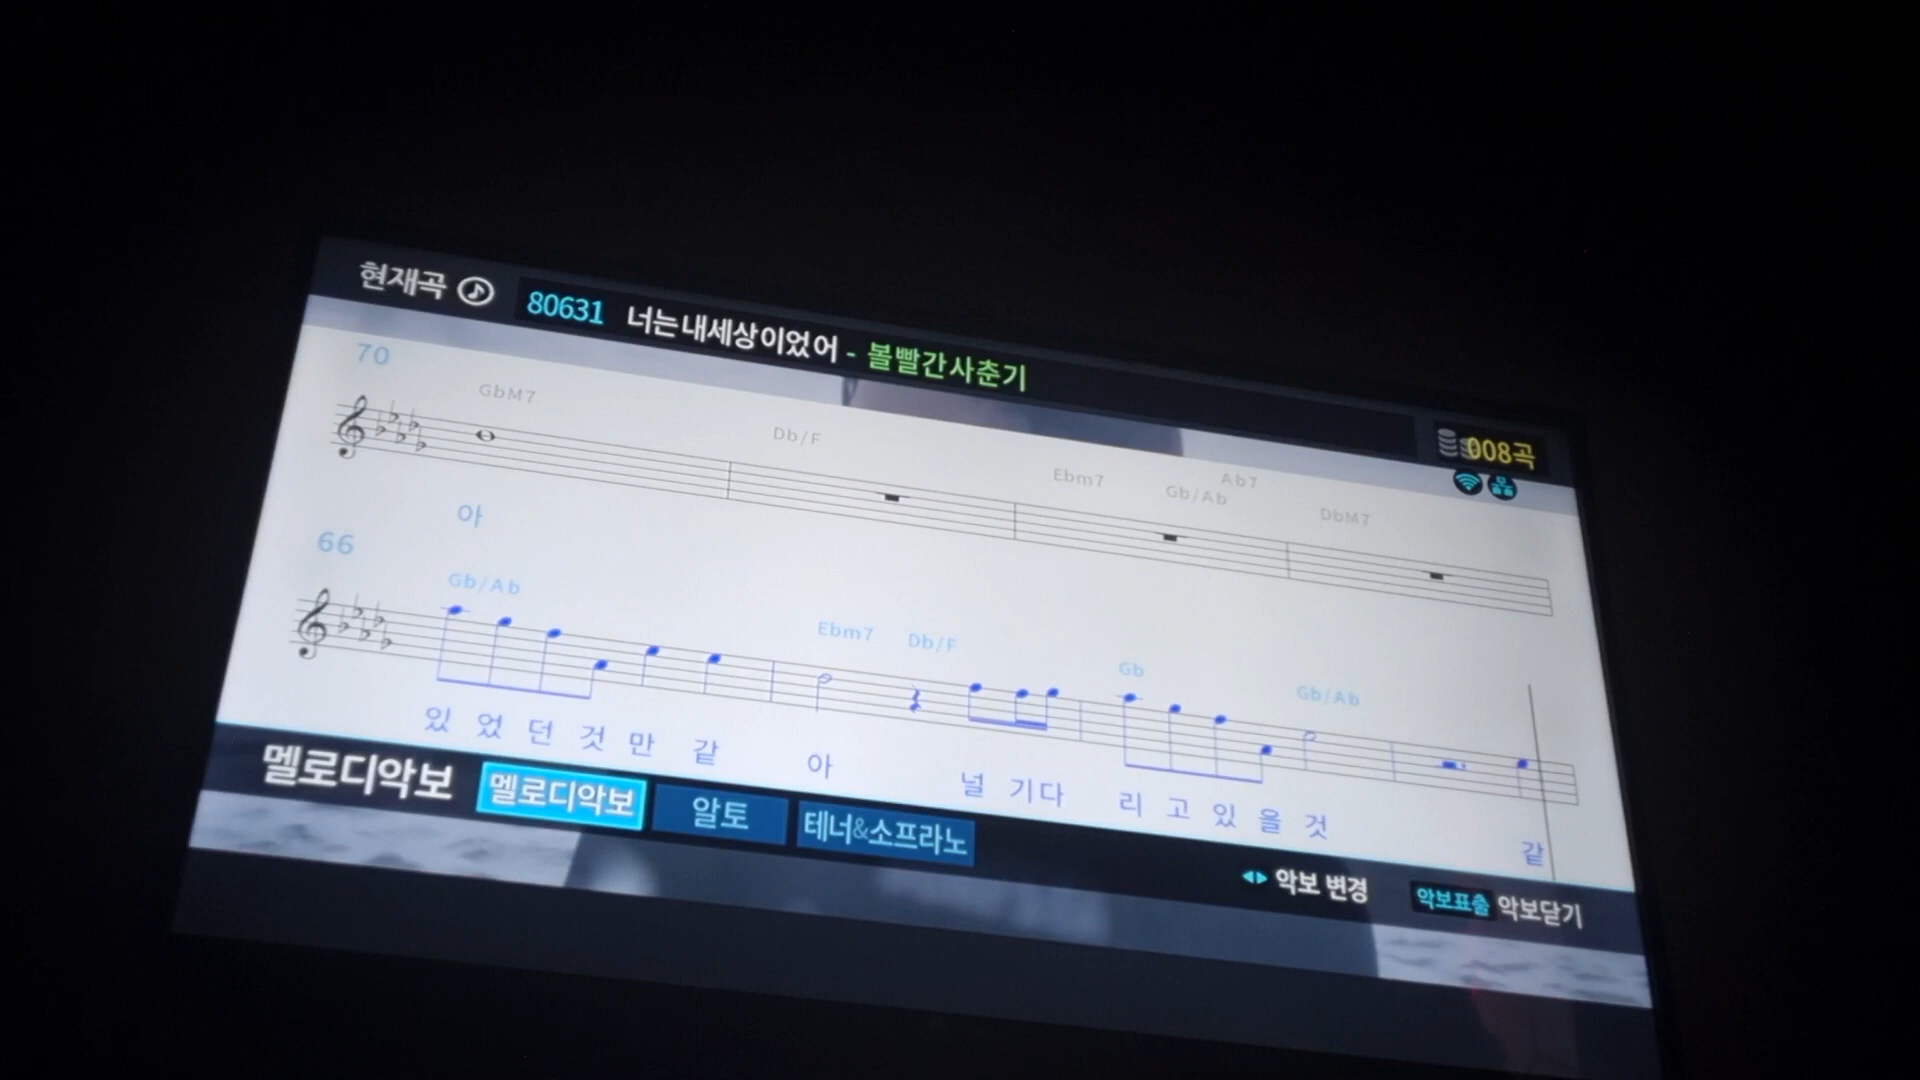 현재곡 80631 너는내세상이었어 - 볼빨간사춘기
008곡
70
GbM7 Db/F Ebm7 Gb/Ab Ab7 DbM7
아
66
Gb/Ab Ebm7 Db/F Gb Gb/Ab
있었던것만같아 널기다리고있을것 같
멜로디악보 멜로디악보 알토 테너&소프라노
악보 변경 악보표출 악보닫기